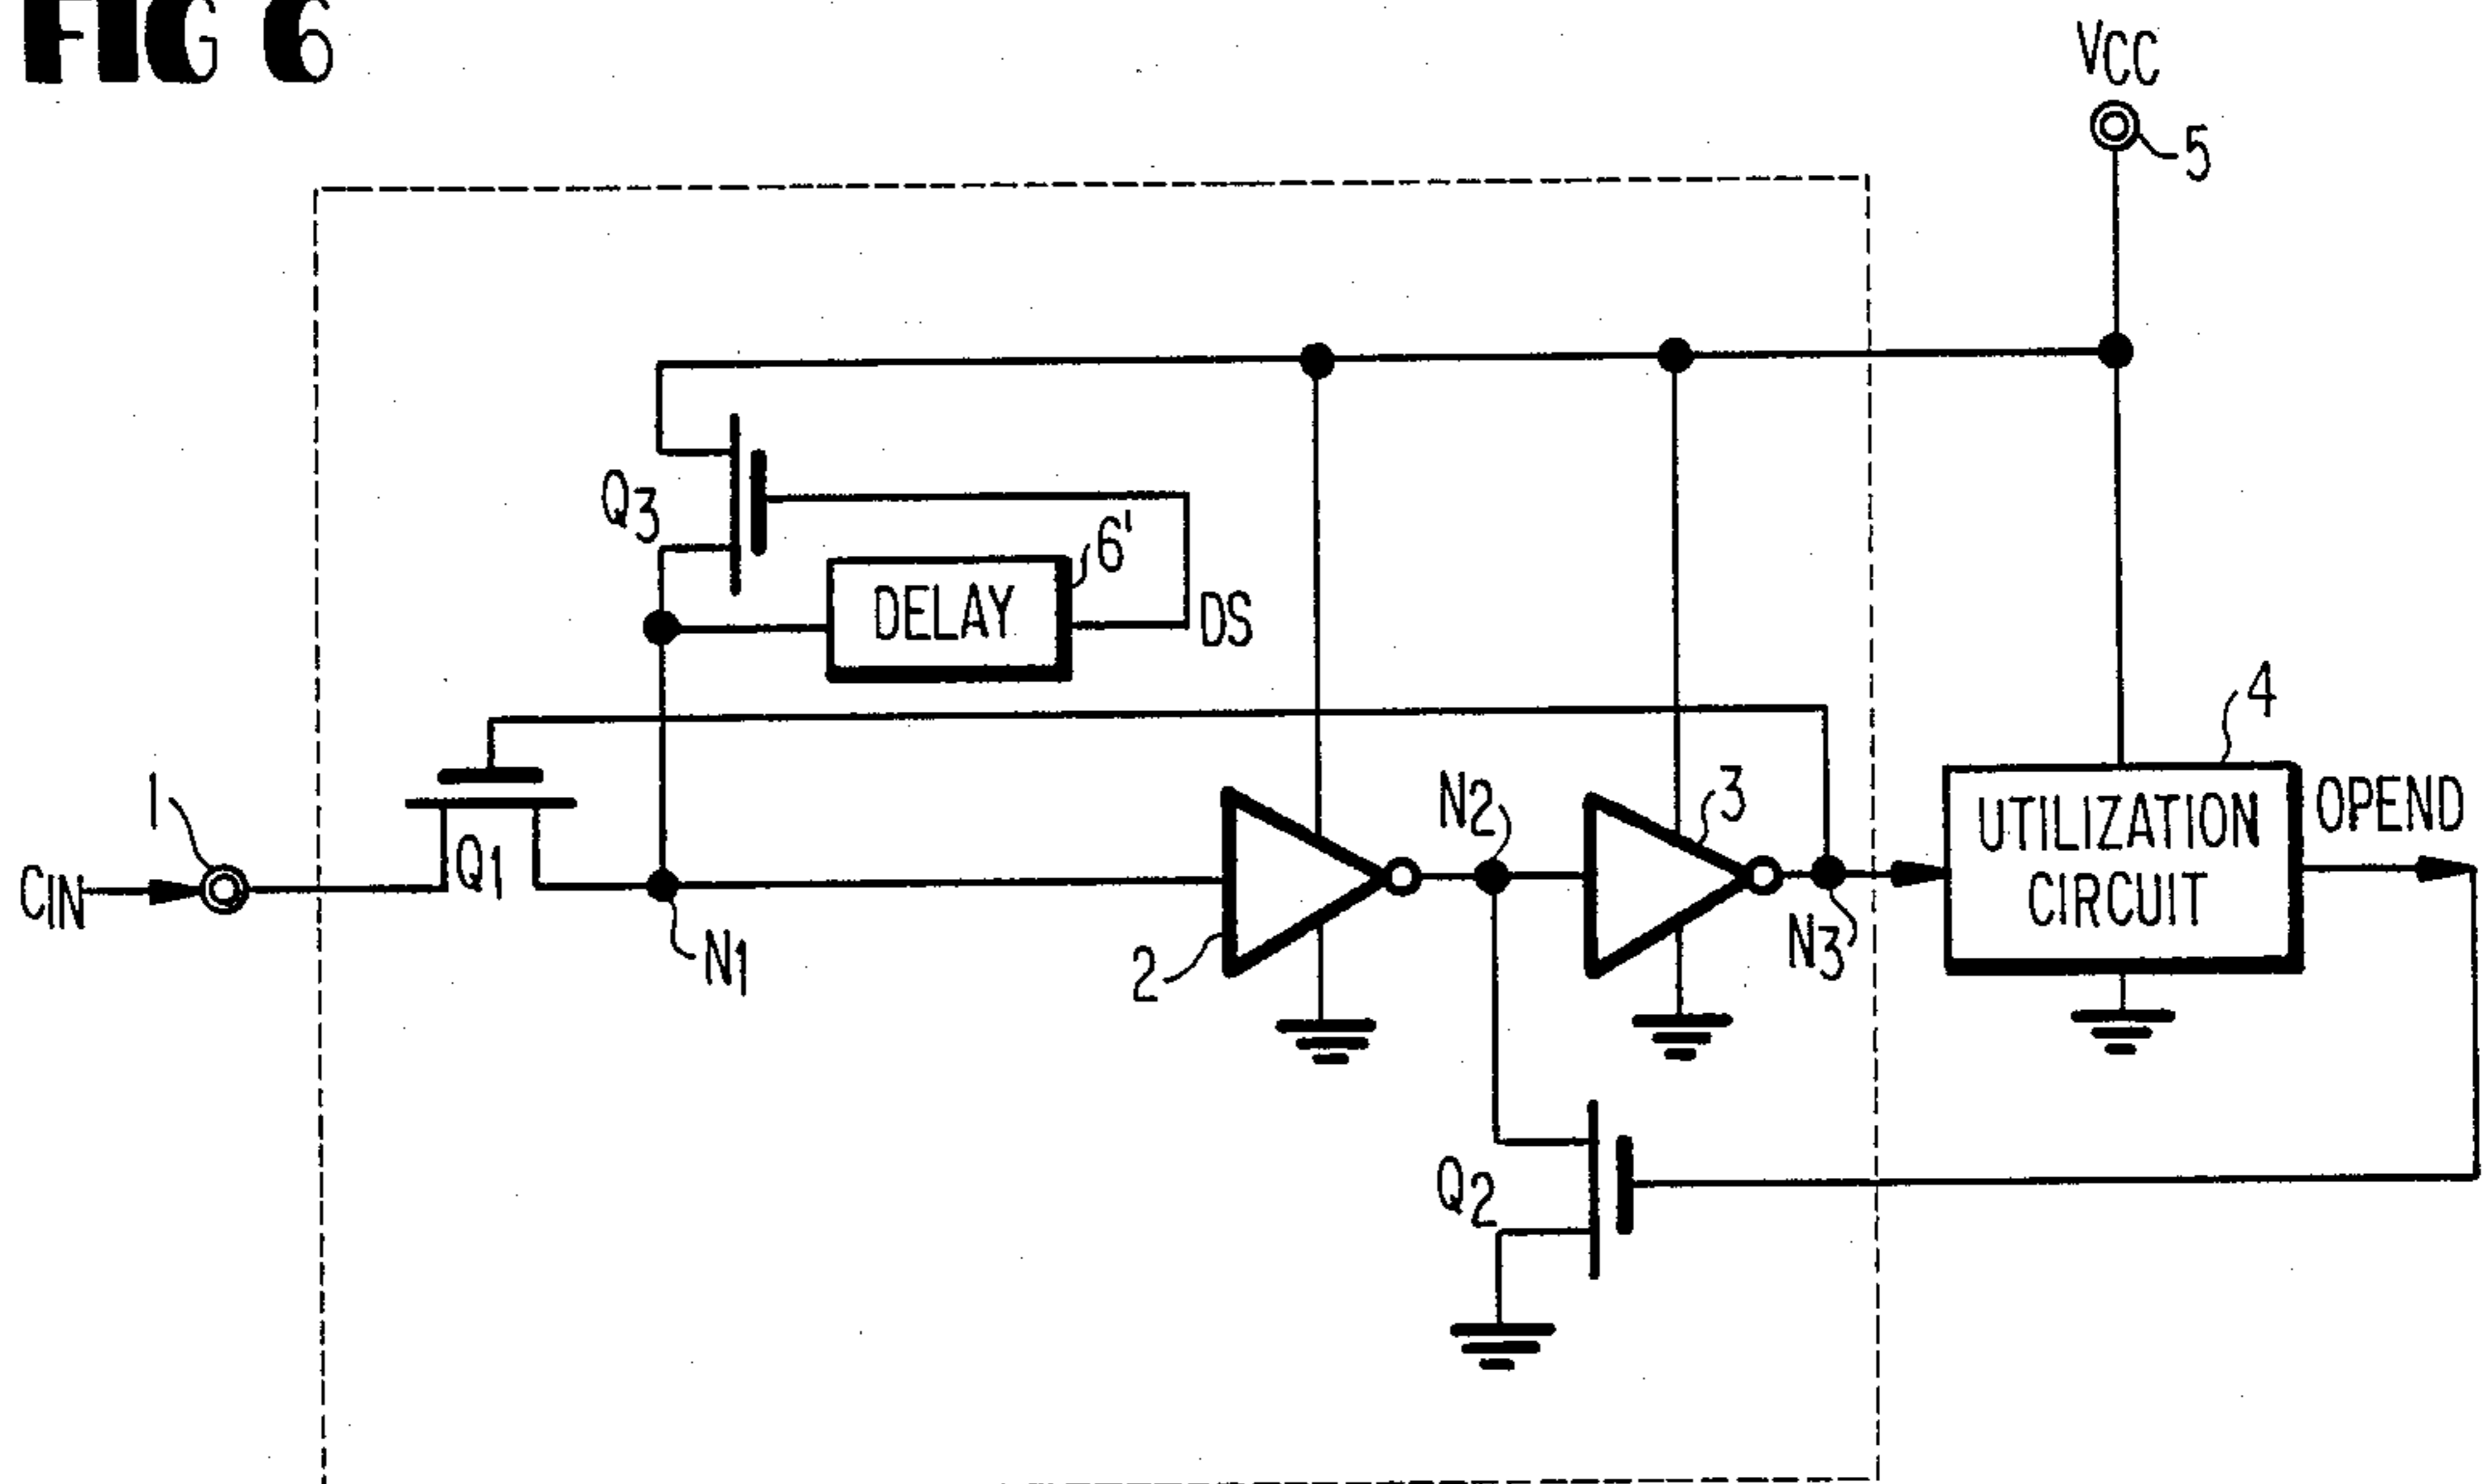 FIG 6
VCC
5
Q3
6'
DELAY
DS
4
1
Q1
N2
3
UTILIZATION
CIRCUIT
OPEND
CIN
N1
2
N3
Q2